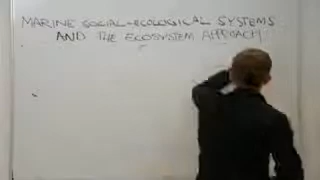 MARINE SOCIAL-ECOLOGICAL SYSTEMS
AND THE ECOSYSTEM APPROACH